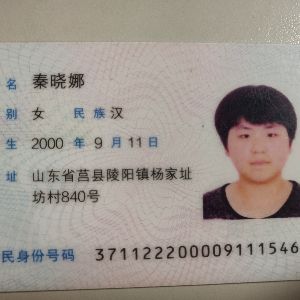 名 秦晓娜
别 女 民族 汉
生 2000 年 9 月 11 日
址 山东省莒县陵阳镇杨家址
坊村840号
民身份号码 371122200009111546